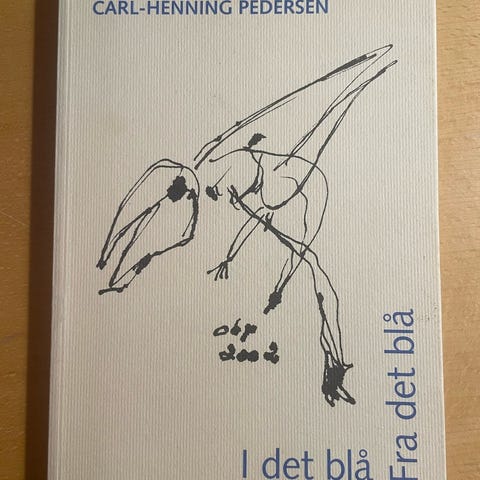 CARL-HENNING PEDERSEN
chp
2002
I det blå
Fra det blå